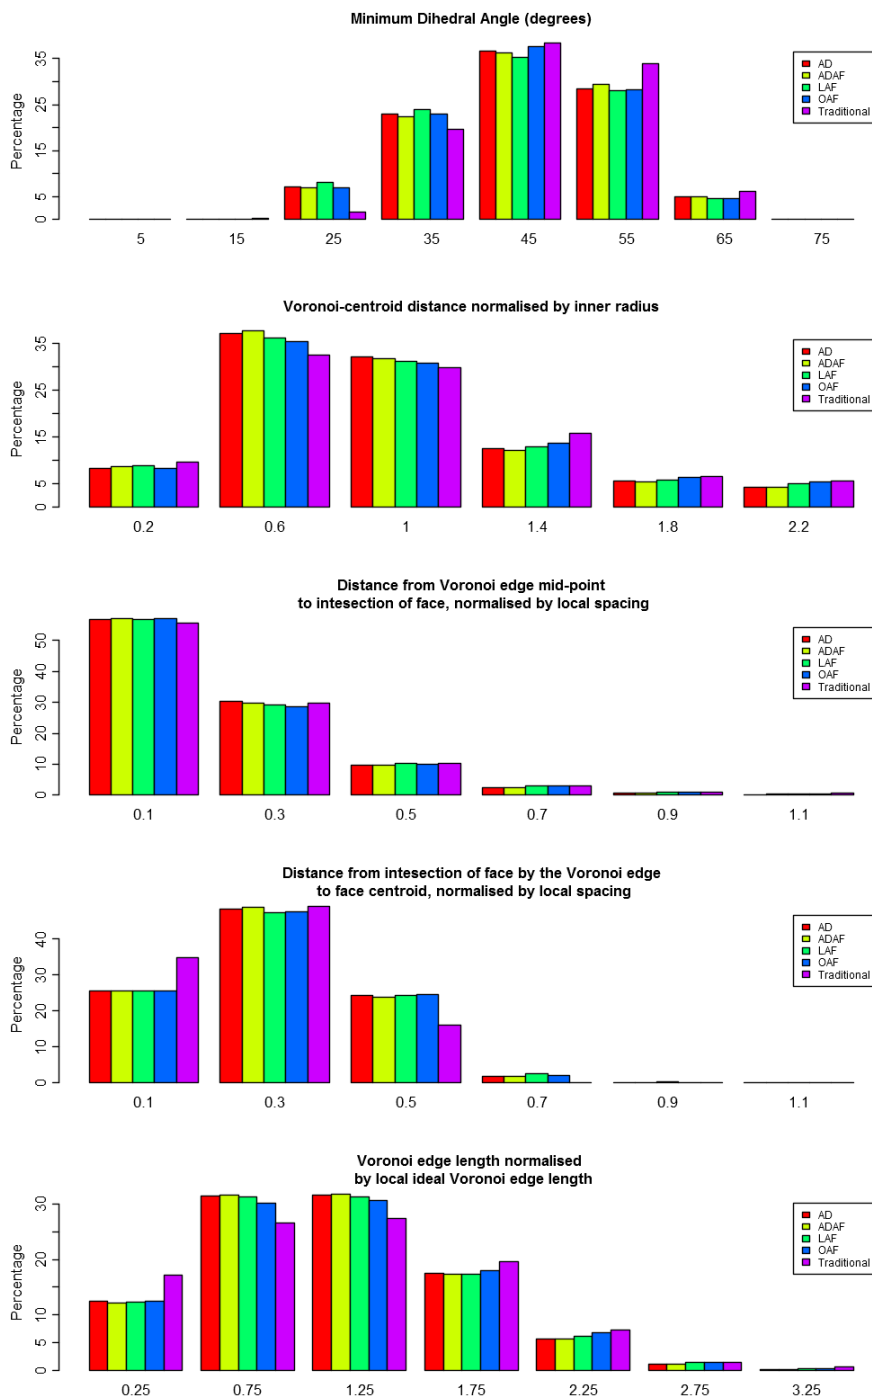 Minimum Dihedral Angle (degrees)
Percentage
35
25
15
5
0
5 15 25 35 45 55 65 75
AD
ADAF
LAF
OAF
Traditional
Voronoi-centroid distance normalised by inner radius
Percentage
35
25
15
5
0
0.2 0.6 1 1.4 1.8 2.2
AD
ADAF
LAF
OAF
Traditional
Distance from Voronoi edge mid-point
to intesection of face, normalised by local spacing
Percentage
50
40
30
20
10
0
0.1 0.3 0.5 0.7 0.9 1.1
AD
ADAF
LAF
OAF
Traditional
Distance from intesection of face by the Voronoi edge
to face centroid, normalised by local spacing
Percentage
40
30
20
10
0
0.1 0.3 0.5 0.7 0.9 1.1
AD
ADAF
LAF
OAF
Traditional
Voronoi edge length normalised
by local ideal Voronoi edge length
Percentage
30
20
10
5
0
0.25 0.75 1.25 1.75 2.25 2.75 3.25
AD
ADAF
LAF
OAF
Traditional